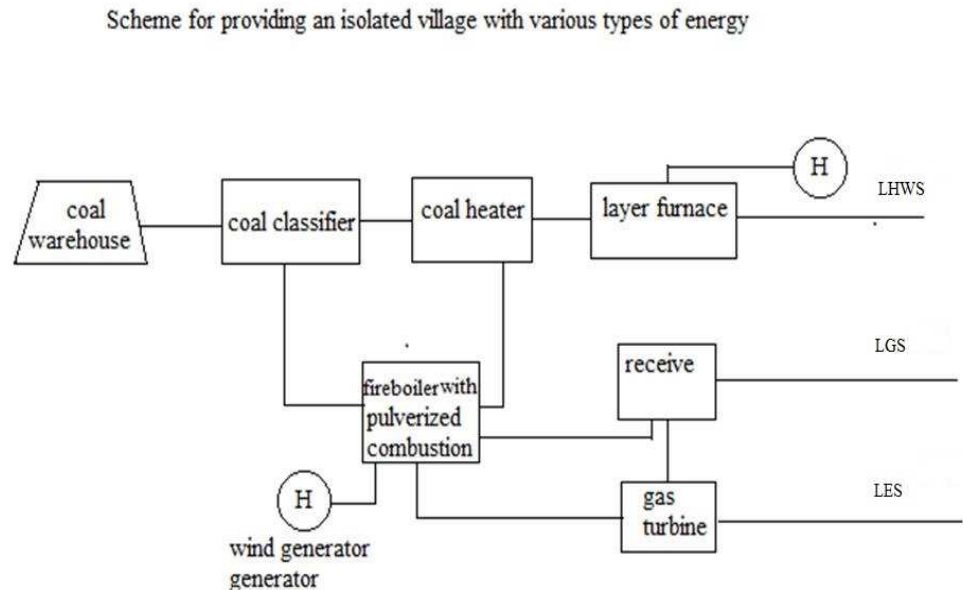 Scheme for providing an isolated village with various types of energy
H
LHWS
coal
warehouse
coal classifier
coal heater
layer furnace
LGS
receive
fireboiler with
pulverized
combustion
H
wind generator
generator
LES
gas
turbine